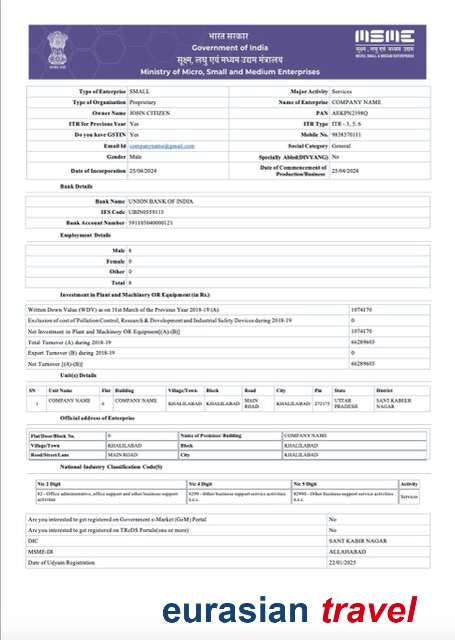 भारत सरकार
Government of India
सूक्ष्म, लघु एवं मध्यम उद्यम मंत्रालय
Ministry of Micro, Small and Medium Enterprises
MSME
सूक्ष्म, लघु एवं मध्यम उद्यम
MICRO, SMALL & MEDIUM ENTERPRISES
Type of Enterprise SMALL Major Activity Services
Type of Organisation Proprietary Name of Enterprise COMPANY NAME
Owner Name JOHN CITIZEN PAN AEKPN2398Q
ITR for Previous Year Yes ITR Type ITR - 3, 5, 6
Do you have GSTIN Yes Mobile No. 9838370111
Email Id companyname@gmail.com Social Category General
Gender Male Specially Abled(DIVYANG) No
Date of Incorporation 25/04/2024 Date of Commencement of Production/Business 25/04/2024
Bank Details
Bank Name UNION BANK OF INDIA
IFS Code UBIN0559113
Bank Account Number 591105040000121
Employment Details
Male 8
Female 0
Other 0
Total 8
Investment in Plant and Machinery OR Equipment (in Rs.)
Written Down Value (WDV) as on 31st March of the Previous Year 2018-19 (A) 1074170
Exclusion of cost of Pollution Control, Research & Development and Industrial Safety Devices during 2018-19 0
Net Investment in Plant and Machinery OR Equipment[(A)-(B)] 1074170
Total Turnover (A) during 2018-19 66289603
Export Turnover (B) during 2018-19 0
Net Turnover [(A)-(B)] 66289603
Unit(s) Details
SN Unit Name Flat Building Village/Town Block Road City Pin State District
1 COMPANY NAME 0 COMPANY NAME KHALILABAD KHALILABAD MAIN ROAD KHALILABAD 272175 UTTAR PRADESH SANT KABEER NAGAR
Official address of Enterprise
Flat/Door/Block No. 0 Name of Premises/ Building COMPANY NAME
Village/Town KHALILABAD Block KHALILABAD
Road/Street/Lane MAIN ROAD City KHALILABAD
National Industry Classification Code(S)
Nic 2 Digit Nic 4 Digit Nic 5 Digit Activity
82 - Office administrative, office support and other business support activities 8299 - Other business support service activities n.e.c. 82990 - Other business support service activities n.e.c. Services
Are you interested to get registered on Government e-Market (GeM) Portal No
Are you interested to get registered on TReDS Portals(one or more) No
DIC SANT KABIR NAGAR
MSME-DI ALLAHABAD
Date of Udyam Registration 22/01/2025
eurasian travel